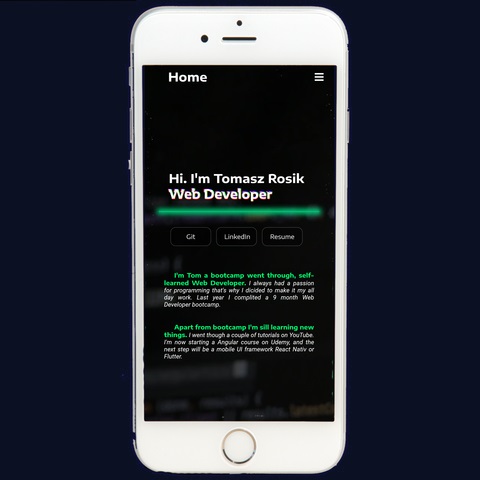 Home
Hi. I'm Tomasz Rosik
Web Developer
Git LinkedIn Resume
I'm Tom a bootcamp went through, self-
learned Web Developer. I always had a passion
for programming that's why I dicided to make it my all
day work. Last year I complited a 9 month Web
Developer bootcamp.
Apart from bootcamp I'm sill learning new
things. I went though a couple of tutorials on YouTube.
I'm now starting a Angular course on Udemy, and the
next step will be a mobile UI framework React Nativ or
Flutter.